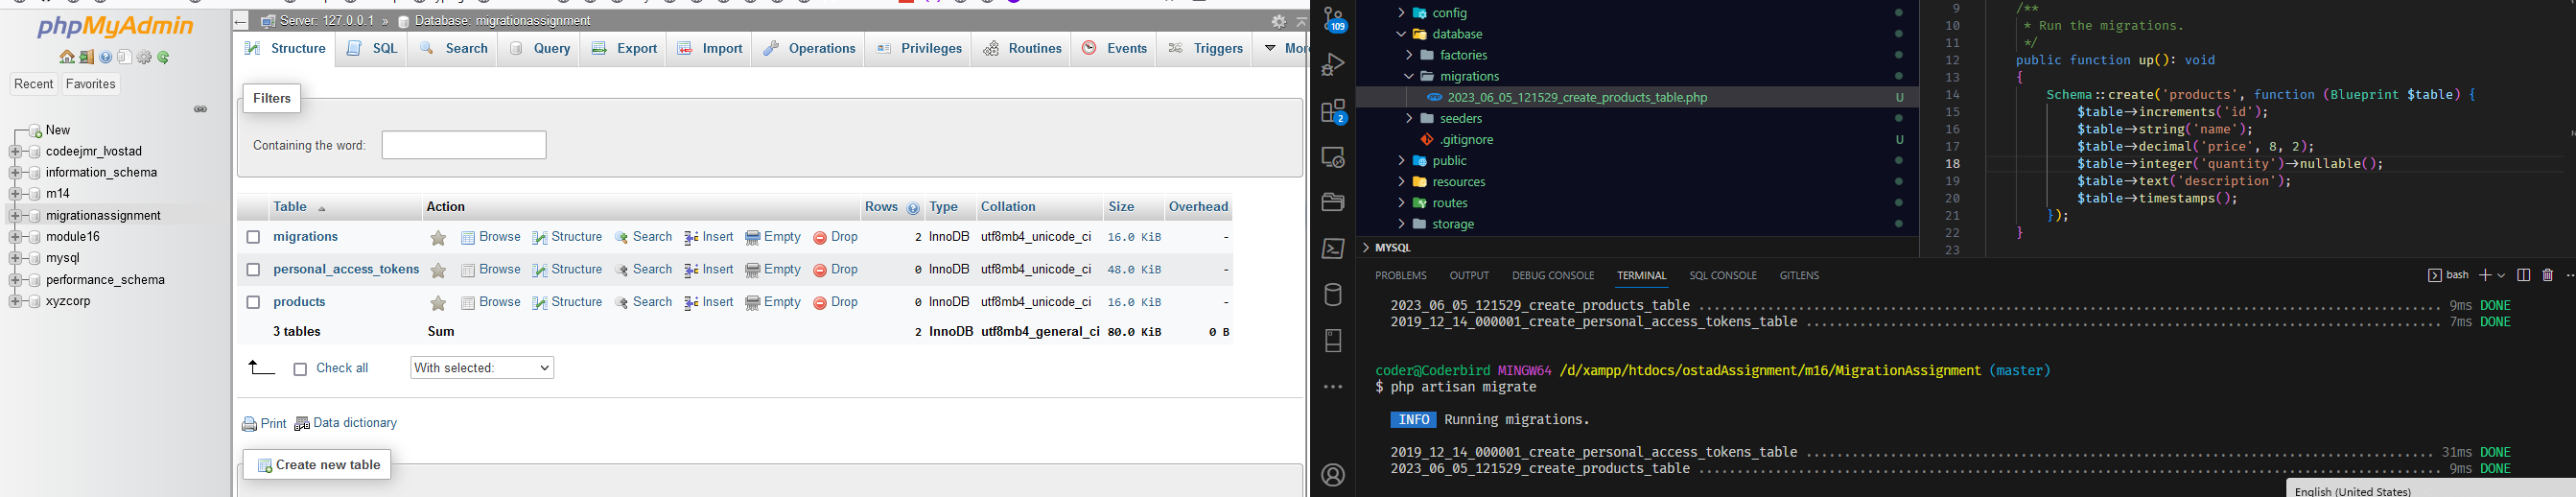 phpMyAdmin
Recent Favorites
New
codeejmr_lvostad
information_schema
m14
migrationassignment
module16
mysql
performance_schema
xyzcorp
Server: 127.0.0.1 » Database: migrationassignment
Structure SQL Search Query Export Import Operations Privileges Routines Events Triggers More
Filters
Containing the word:
Table Action Rows Type Collation Size Overhead
migrations Browse Structure Search Insert Empty Drop 2 InnoDB utf8mb4_unicode_ci 16.0 KiB -
personal_access_tokens Browse Structure Search Insert Empty Drop 0 InnoDB utf8mb4_unicode_ci 48.0 KiB -
products Browse Structure Search Insert Empty Drop 0 InnoDB utf8mb4_unicode_ci 16.0 KiB -
3 tables Sum 2 InnoDB utf8mb4_general_ci 80.0 KiB 0 B
Check all With selected:
Print Data dictionary
Create new table
109
2
config
database
factories
migrations
2023_06_05_121529_create_products_table.php U
seeders
.gitignore U
public
resources
routes
storage
MYSQL
9 /**
10 * Run the migrations.
11 */
12 public function up(): void
13 {
14 Schema::create('products', function (Blueprint $table) {
15 $table->increments('id');
16 $table->string('name');
17 $table->decimal('price', 8, 2);
18 $table->integer('quantity')->nullable();
19 $table->text('description');
20 $table->timestamps();
21 });
22 }
23
PROBLEMS OUTPUT DEBUG CONSOLE TERMINAL SQL CONSOLE GITLENS bash
2023_06_05_121529_create_products_table 9ms DONE
2019_12_14_000001_create_personal_access_tokens_table 7ms DONE
coder@Coderbird MINGW64 /d/xampp/htdocs/ostadAssignment/m16/MigrationAssignment (master)
$ php artisan migrate
INFO Running migrations.
2019_12_14_000001_create_personal_access_tokens_table 31ms DONE
2023_06_05_121529_create_products_table 9ms DONE
English (United States)